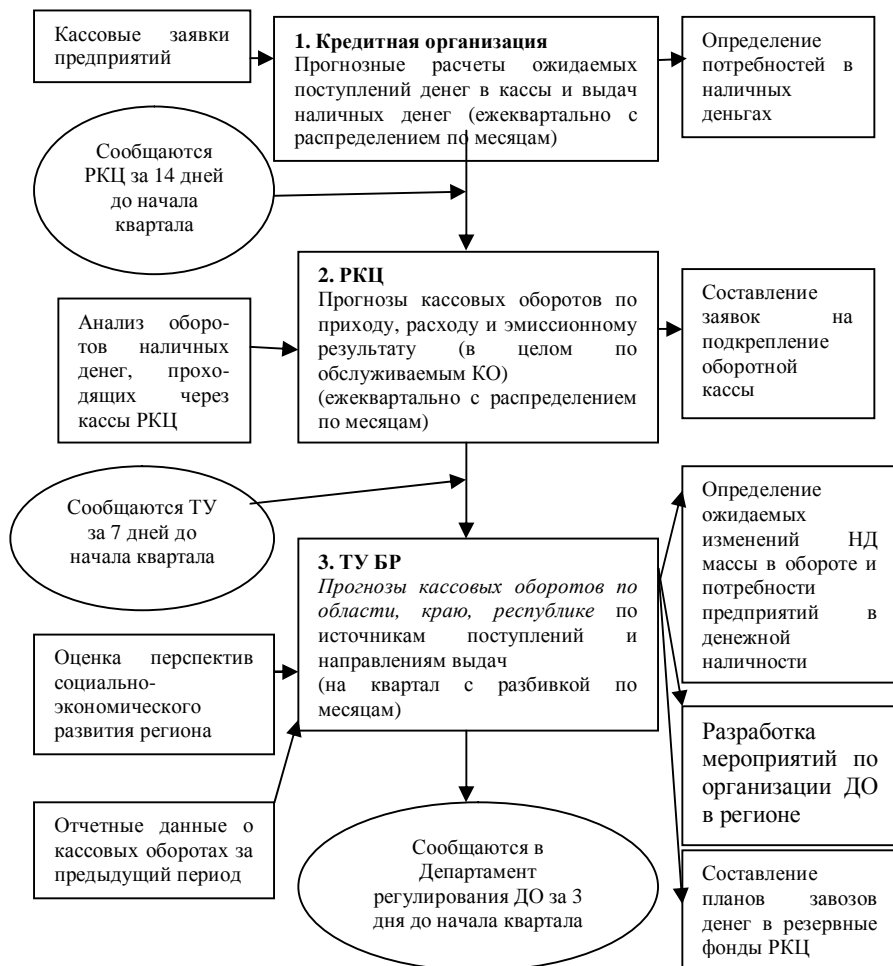 Кассовые заявки
предприятий
1. Кредитная организация
Прогнозные расчеты ожидаемых
поступлений денег в кассы и выдач
наличных денег (ежеквартально с
распределением по месяцам)
Определение
потребностей в
наличных
деньгах
Сообщаются
РКЦ за 14 дней
до начала
квартала
2. РКЦ
Прогнозы кассовых оборотов по
приходу, расходу и эмиссионному
результату (в целом по
обслуживаемым КО)
(ежеквартально с распределением
по месяцам)
Анализ оборо-
тов наличных
денег, прохо-
дящих через
кассы РКЦ
Составление
заявок на
подкрепление
оборотной
кассы
Сообщаются ТУ
за 7 дней до
начала квартала
3. ТУ БР
Прогнозы кассовых оборотов по
области, краю, республике по
источникам поступлений и
направлениям выдач
(на квартал с разбивкой по
месяцам)
Определение
ожидаемых
изменений НД
массы в обороте и
потребности
предприятий в
денежной
наличности
Оценка перспектив
социально-
экономического
развития региона
Разработка
мероприятий по
организации ДО
в регионе
Отчетные данные о
кассовых оборотах за
предыдущий период
Сообщаются в
Департамент
регулирования ДО за 3
дня до начала квартала
Составление
планов завозов
денег в резервные
фонды РКЦ